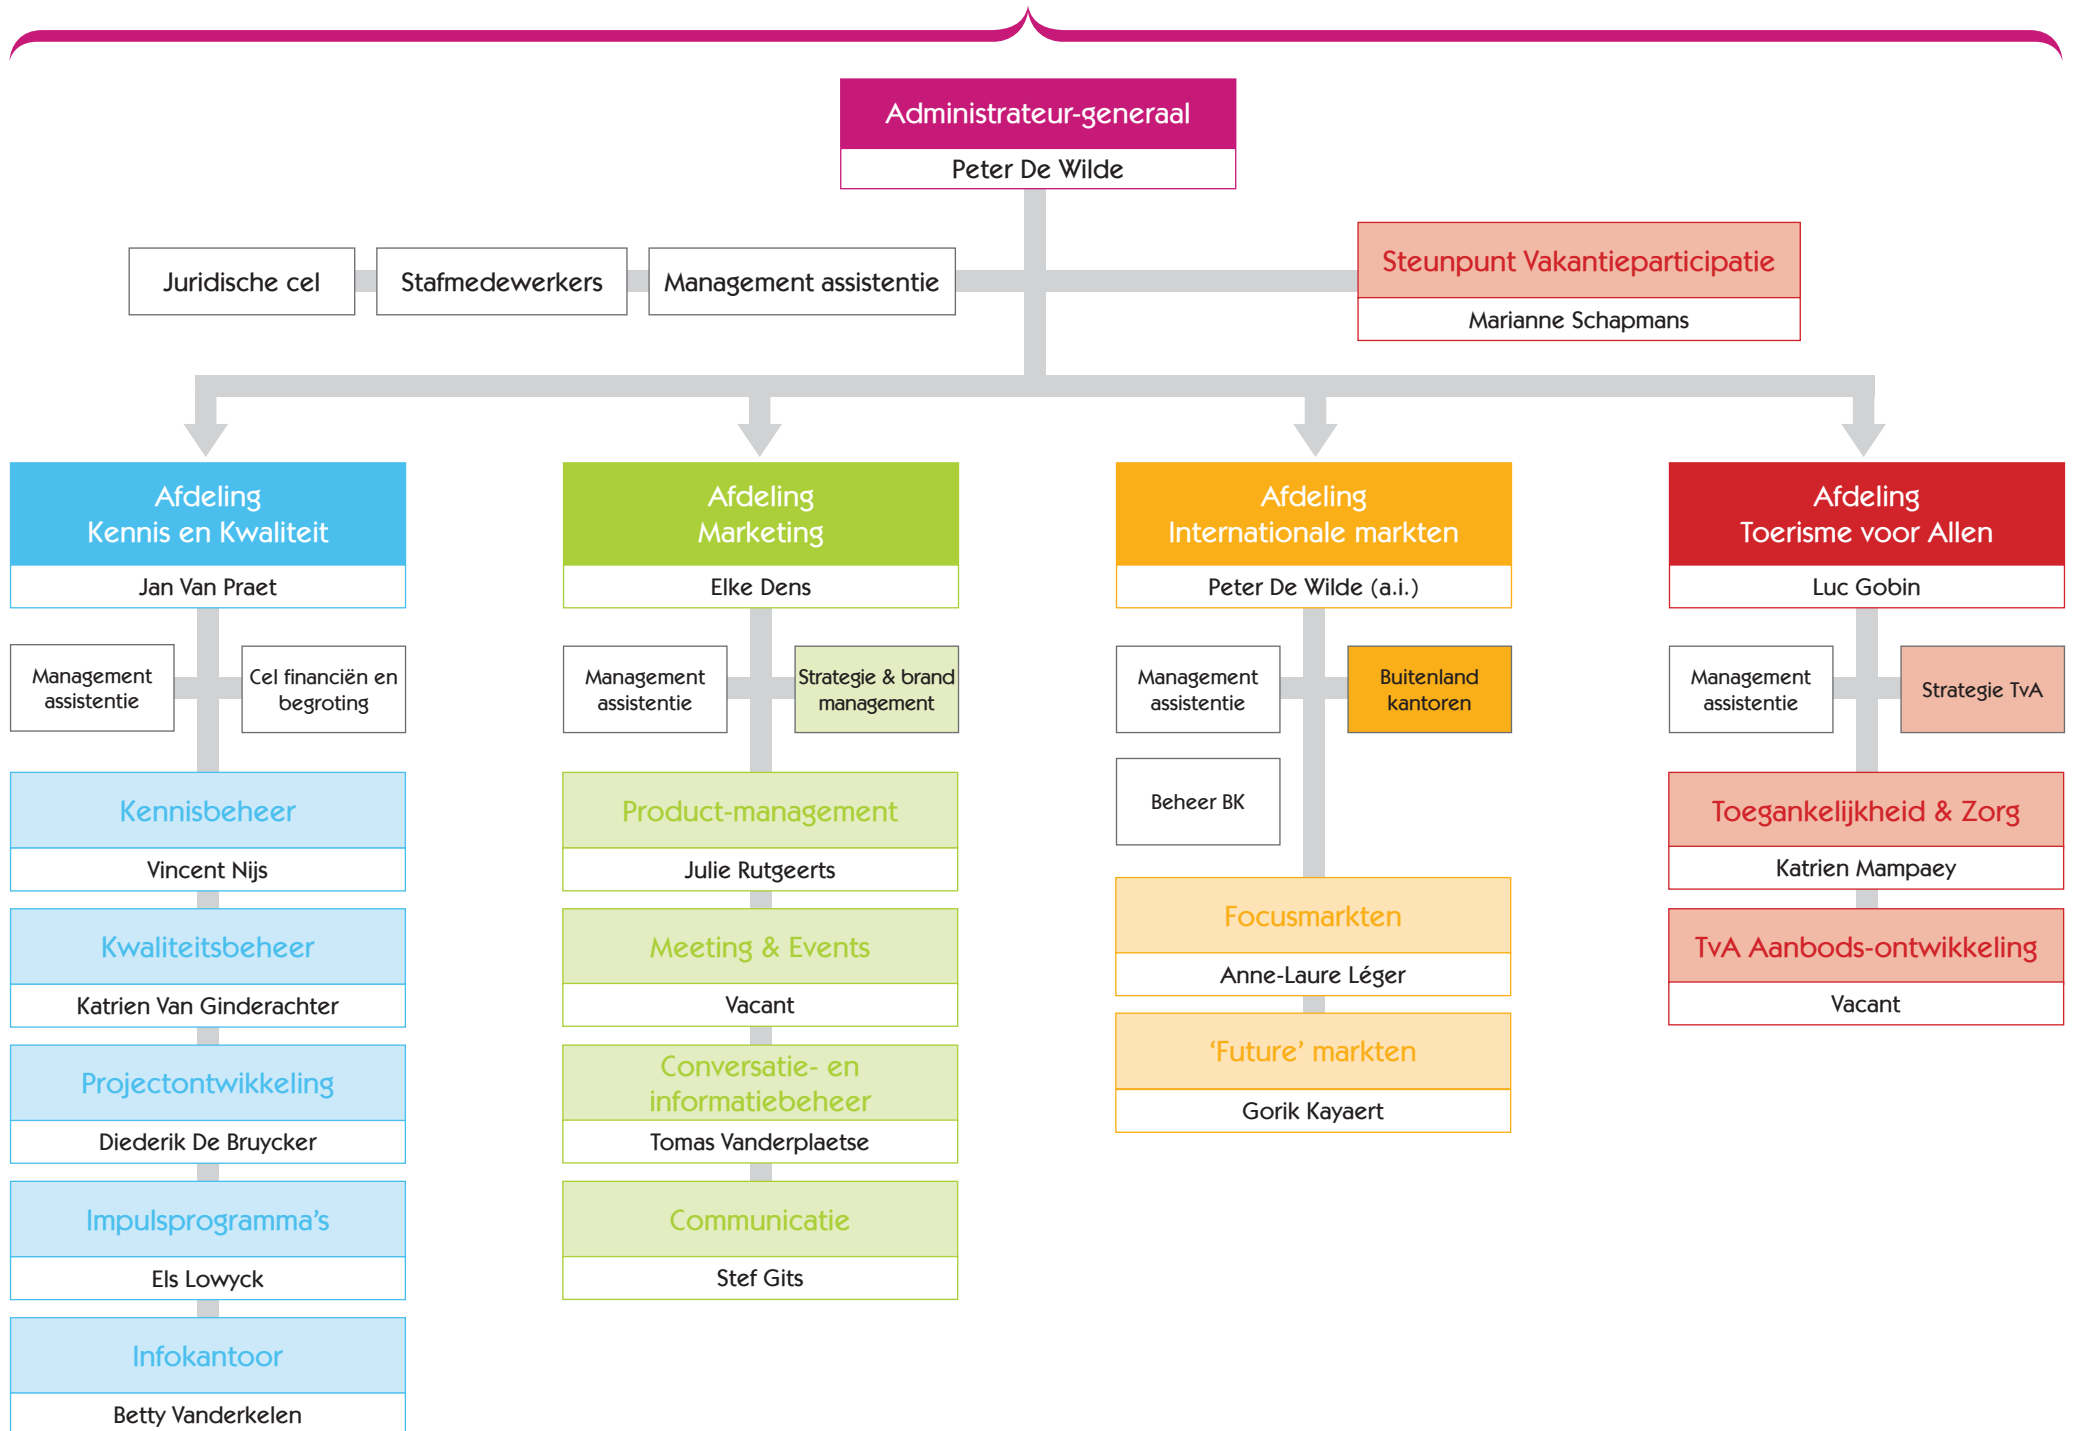 Administrateur-generaal
Peter De Wilde
Juridische cel
Stafmedewerkers
Management assistentie
Steunpunt Vakantieparticipatie
Marianne Schapmans
Afdeling
Kennis en Kwaliteit
Jan Van Praet
Management
assistentie
Cel financiën en
begroting
Kennisbeheer
Vincent Nijs
Kwaliteitsbeheer
Katrien Van Ginderachter
Projectontwikkeling
Diederik De Bruycker
Impulsprogramma's
Els Lowyck
Infokantoor
Betty Vanderkelen
Afdeling
Marketing
Elke Dens
Management
assistentie
Strategie & brand
management
Product-management
Julie Rutgeerts
Meeting & Events
Vacant
Conversatie- en
informatiebeheer
Tomas Vanderplaetse
Communicatie
Stef Gits
Afdeling
Internationale markten
Peter De Wilde (a.i.)
Management
assistentie
Buitenland
kantoren
Beheer BK
Focusmarkten
Anne-Laure Léger
‘Future’ markten
Gorik Kayaert
Afdeling
Toerisme voor Allen
Luc Gobin
Management
assistentie
Strategie TvA
Toegankelijkheid & Zorg
Katrien Mampaey
TvA Aanbods-ontwikkeling
Vacant